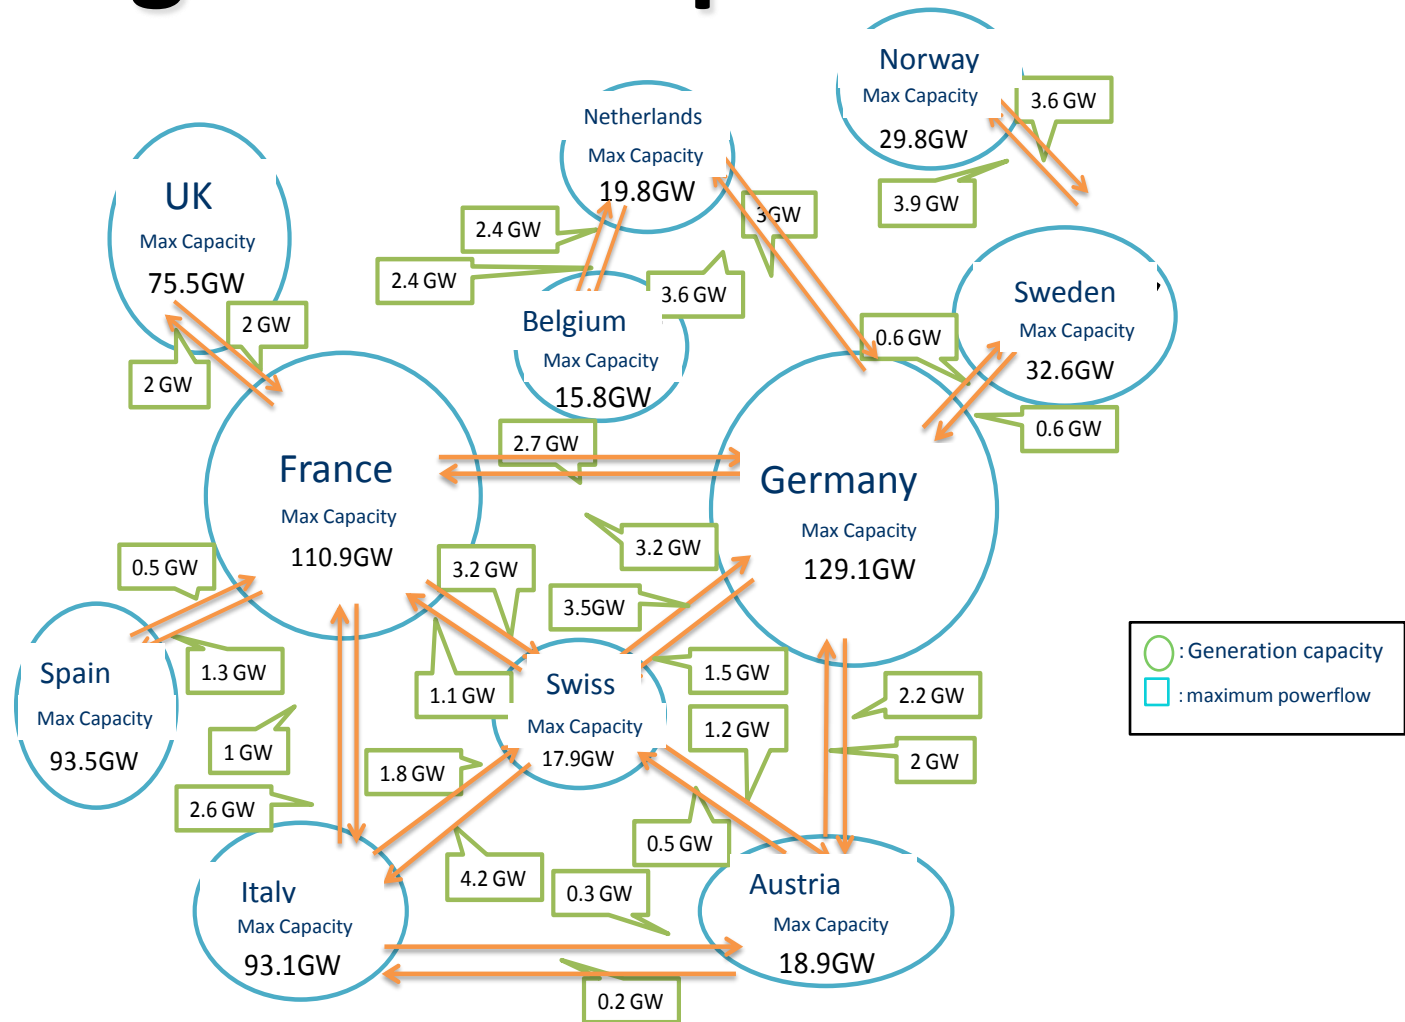 Norway
Max Capacity
29.8GW
3.6 GW
3.9 GW
Netherlands
Max Capacity
19.8GW
2.4 GW
2.4 GW
3GW
3.6 GW
UK
Max Capacity
75.5GW
2 GW
2 GW
Belgium
Max Capacity
15.8GW
Sweden
Max Capacity
32.6GW
0.6 GW
0.6 GW
2.7 GW
3.2 GW
France
Max Capacity
110.9GW
Germany
Max Capacity
129.1GW
0.5 GW
1.3 GW
3.2 GW
1.1 GW
3.5GW
1.5 GW
Spain
Max Capacity
93.5GW
Swiss
Max Capacity
17.9GW
1 GW
2.6 GW
1.8 GW
4.2 GW
1.2 GW
0.5 GW
2.2 GW
2 GW
0.3 GW
0.2 GW
Italv
Max Capacity
93.1GW
Austria
Max Capacity
18.9GW
: Generation capacity
: maximum powerflow